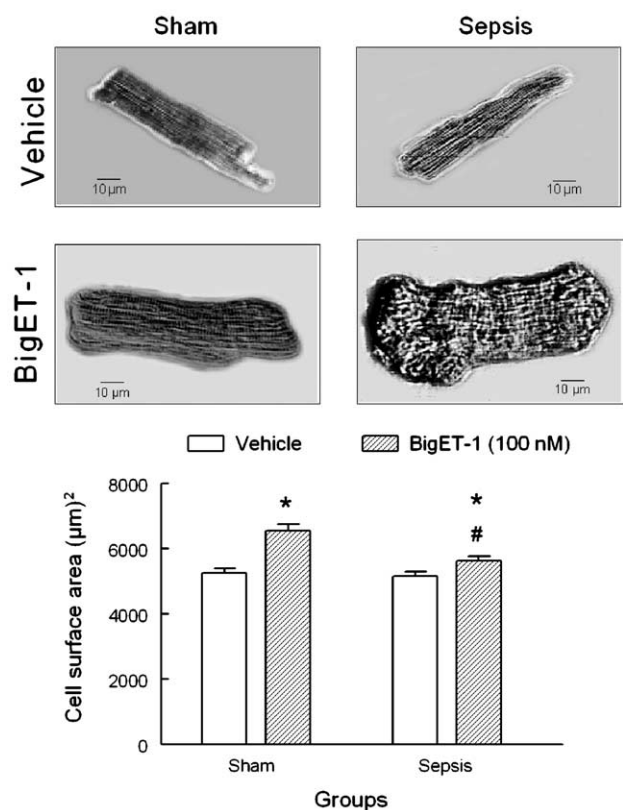 Sham Sepsis
Vehicle
10 µm 10 µm
BigET-1
10 µm 10 µm
Vehicle BigET-1 (100 nM)
Cell surface area (µm)²
8000
6000
4000
2000
0
* *
#
Sham Sepsis
Groups